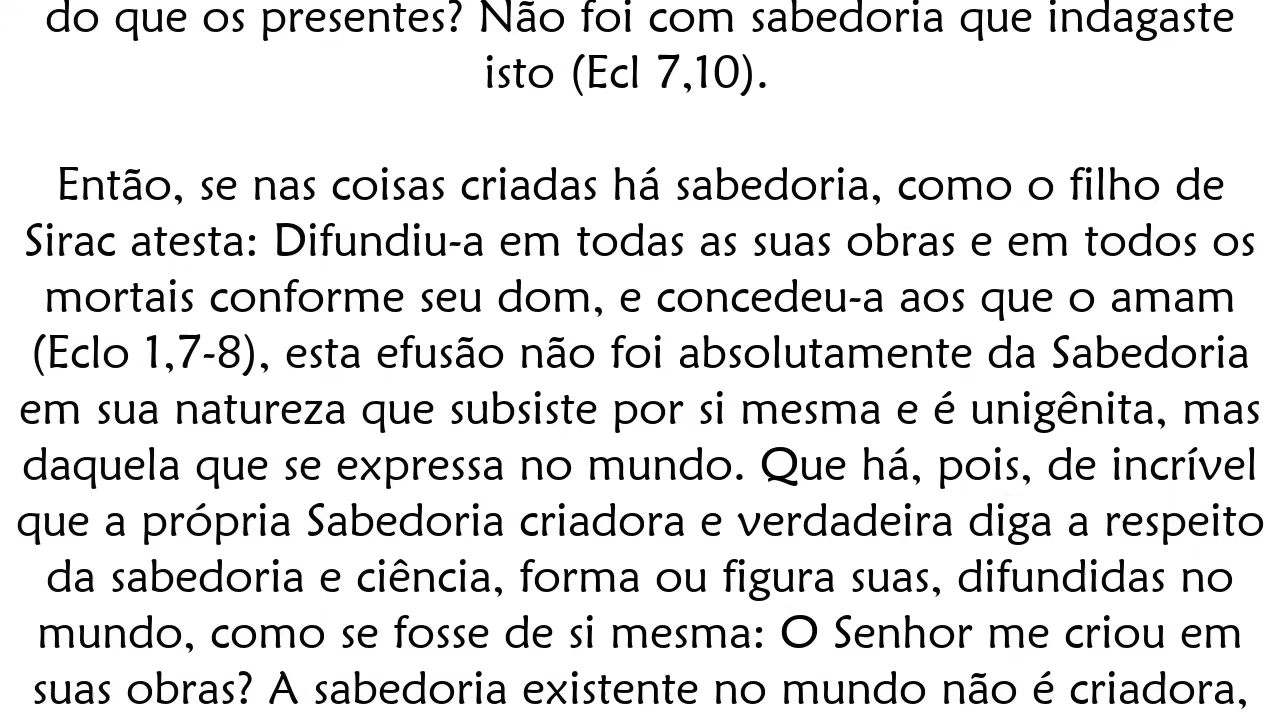 do que os presentes? Não foi com sabedoria que indagaste
isto (Ecl 7,10).
Então, se nas coisas criadas há sabedoria, como o filho de
Sirac atesta: Difundiu-a em todas as suas obras e em todos os
mortais conforme seu dom, e concedeu-a aos que o amam
(Eclo 1,7-8), esta efusão não foi absolutamente da Sabedoria
em sua natureza que subsiste por si mesma e é unigênita, mas
daquela que se expressa no mundo. Que há, pois, de incrível
que a própria Sabedoria criadora e verdadeira diga a respeito
da sabedoria e ciência, forma ou figura suas, difundidas no
mundo, como se fosse de si mesma: O Senhor me criou em
suas obras? A sabedoria existente no mundo não é criadora,